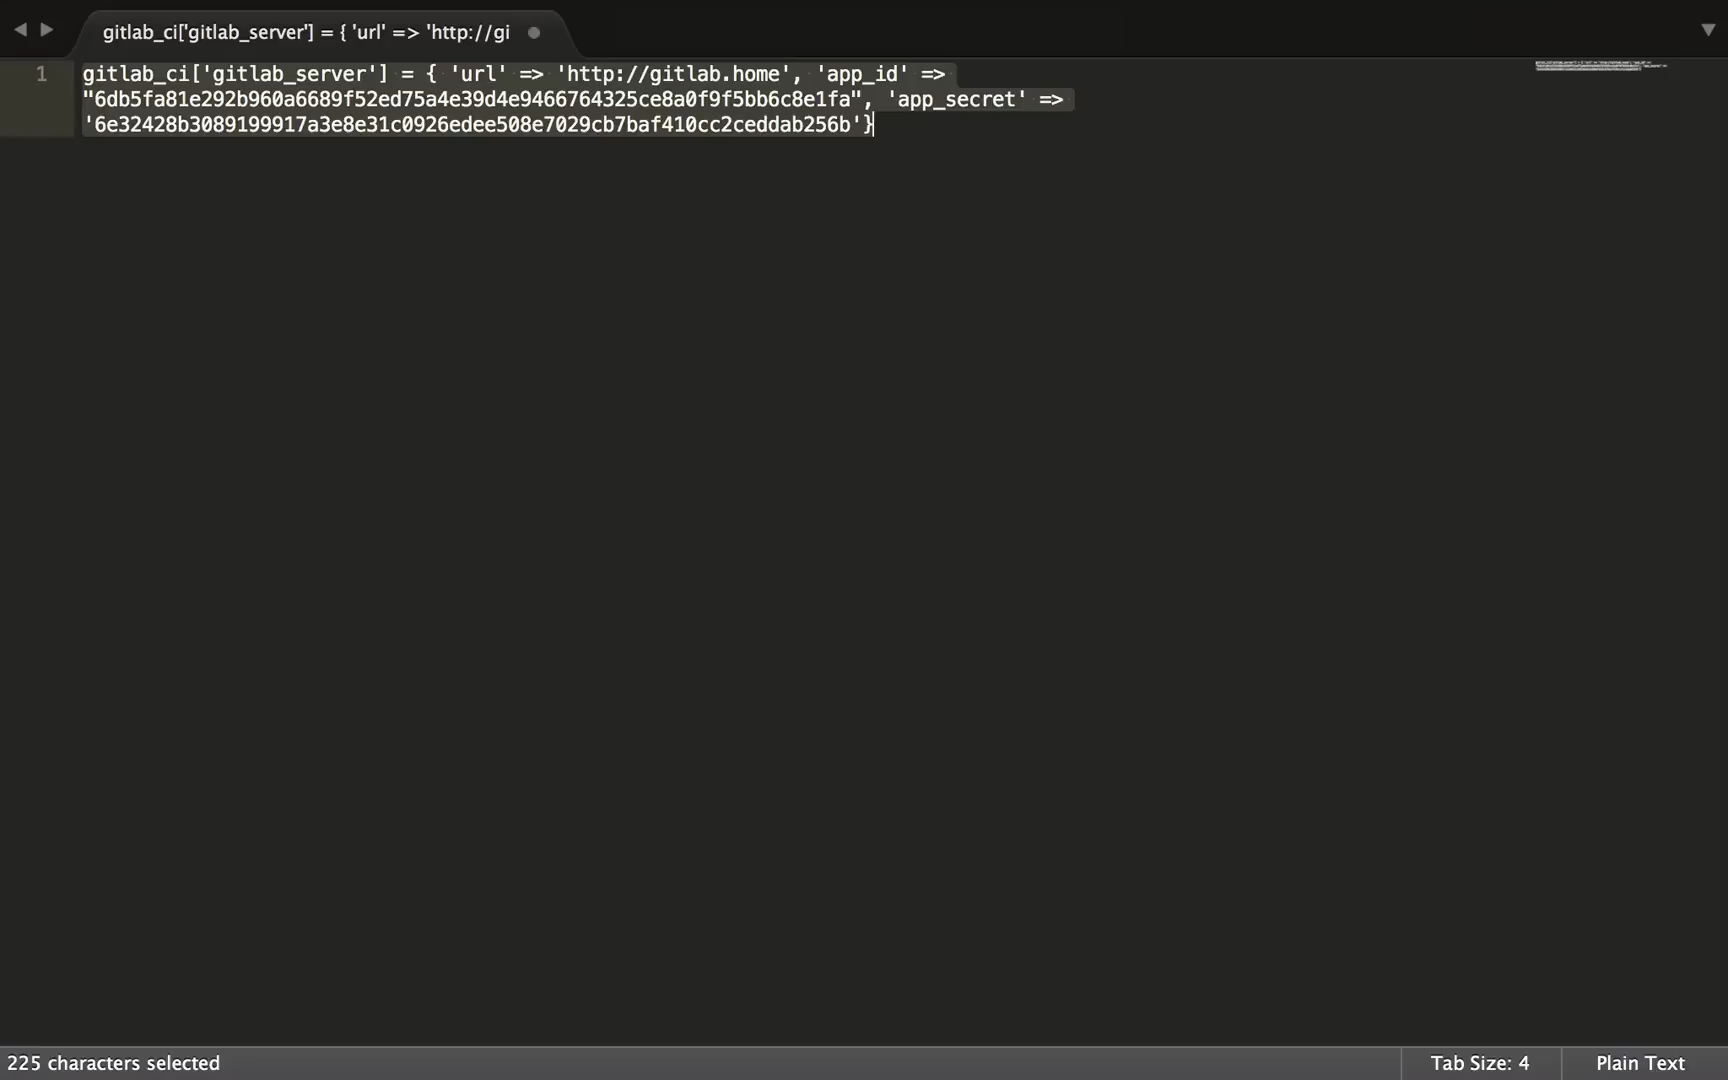 gitlab_ci['gitlab_server'] = { 'url' => 'http://gi
1
gitlab_ci['gitlab_server'] = { 'url' => 'http://gitlab.home', 'app_id' =>
"6db5fa81e292b960a6689f52ed75a4e39d4e9466764325ce8a0f9f5bb6c8e1fa", 'app_secret' =>
'6e32428b3089199917a3e8e31c0926edee508e7029cb7baf410cc2ceddab256b'}
225 characters selected
Tab Size: 4
Plain Text